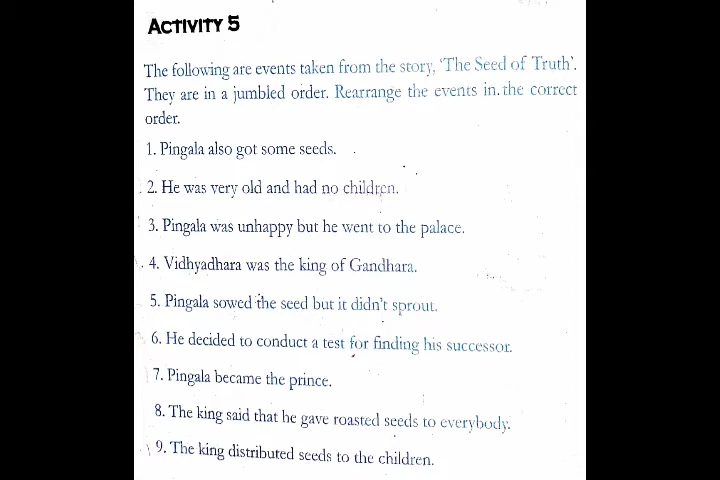 ACTIVITY 5
The following are events taken from the story, 'The Seed of Truth'.
They are in a jumbled order. Rearrange the events in the correct
order.
1. Pingala also got some seeds.
2. He was very old and had no children.
3. Pingala was unhappy but he went to the palace.
4. Vidhyadhara was the king of Gandhara.
5. Pingala sowed the seed but it didn't sprout.
6. He decided to conduct a test for finding his successor.
7. Pingala became the prince.
8. The king said that he gave roasted seeds to everybody.
9. The king distributed seeds to the children.